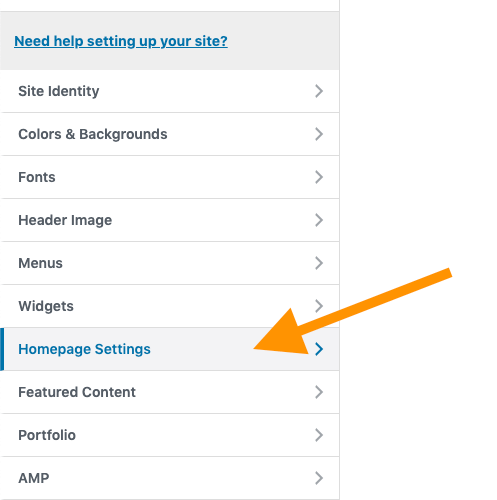 Need help setting up your site?
Site Identity
Colors & Backgrounds
Fonts
Header Image
Menus
Widgets
Homepage Settings
Featured Content
Portfolio
AMP